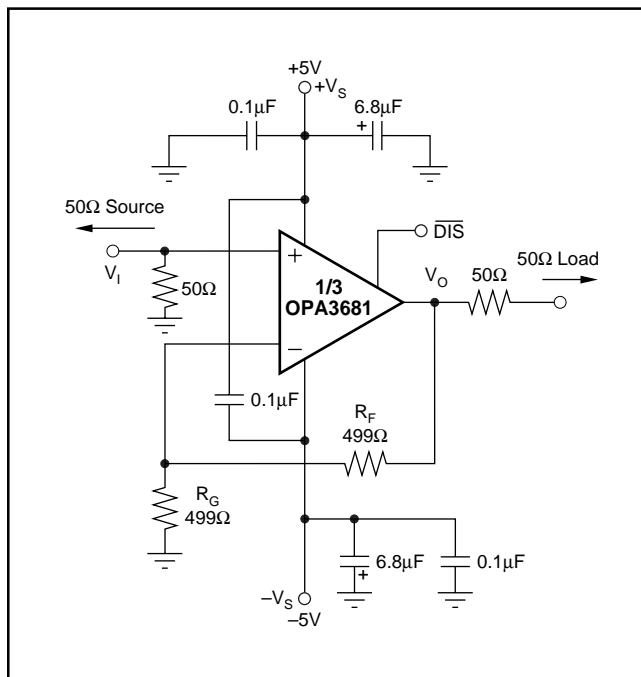 +5V
+V_S
0.1μF
6.8μF
+
50Ω Source
D̅I̅S̅
50Ω Load
V_I
+
1/3
OPA3681
V_O
50Ω
50Ω
−
0.1μF
R_F
499Ω
R_G
499Ω
6.8μF
+
0.1μF
−V_S
−5V